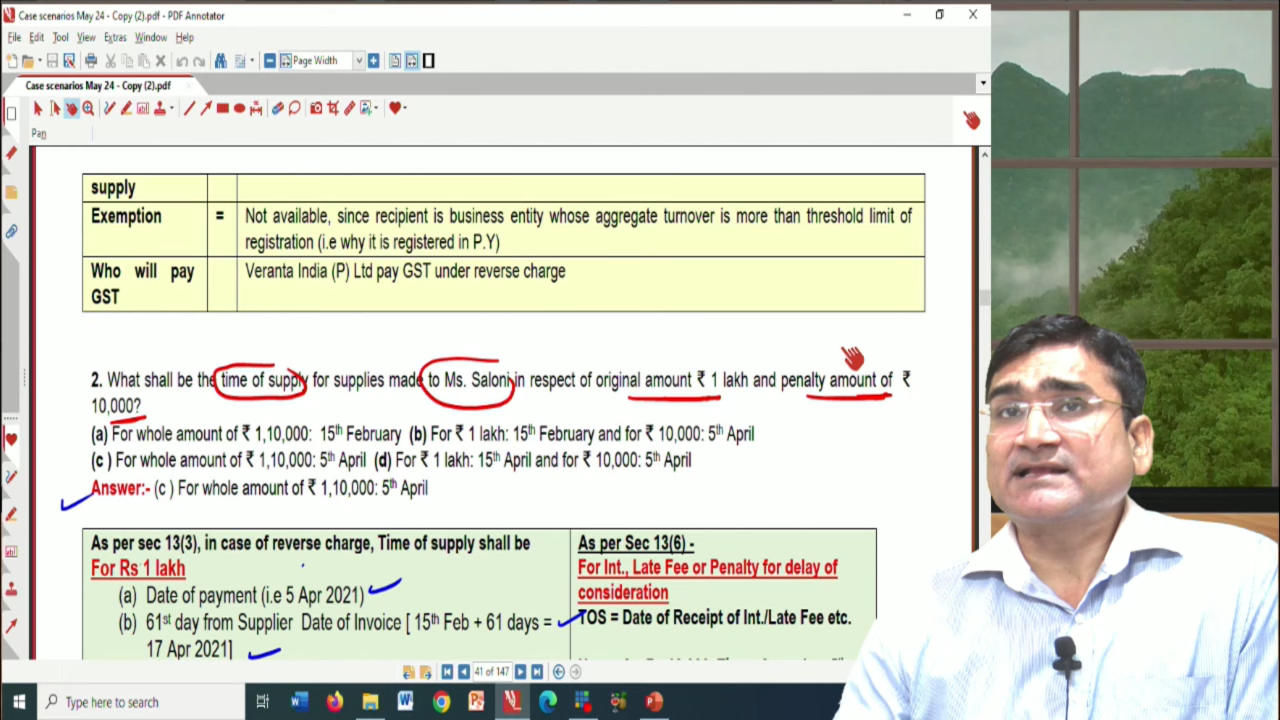 Case scenarios May 24 - Copy (2).pdf - PDF Annotator
File Edit Tool View Extras Window Help
Page Width
Case scenarios May 24 - Copy (2).pdf
Pan
supply
Exemption = Not available, since recipient is business entity whose aggregate turnover is more than threshold limit of
registration (i.e why it is registered in P.Y)
Who will pay Veranta India (P) Ltd pay GST under reverse charge
GST
2. What shall be the time of supply for supplies made to Ms. Saloni in respect of original amount ₹ 1 lakh and penalty amount of ₹
10,000?
(a) For whole amount of ₹ 1,10,000: 15th February (b) For ₹ 1 lakh: 15th February and for ₹ 10,000: 5th April
(c ) For whole amount of ₹ 1,10,000: 5th April (d) For ₹ 1 lakh: 15th April and for ₹ 10,000: 5th April
Answer:- (c ) For whole amount of ₹ 1,10,000: 5th April
As per sec 13(3), in case of reverse charge, Time of supply shall be
For Rs 1 lakh
(a) Date of payment (i.e 5 Apr 2021)
(b) 61st day from Supplier Date of Invoice [ 15th Feb + 61 days =
17 Apr 2021]
As per Sec 13(6) -
For Int., Late Fee or Penalty for delay of
consideration
TOS = Date of Receipt of Int./Late Fee etc.
41 of 147
Type here to search